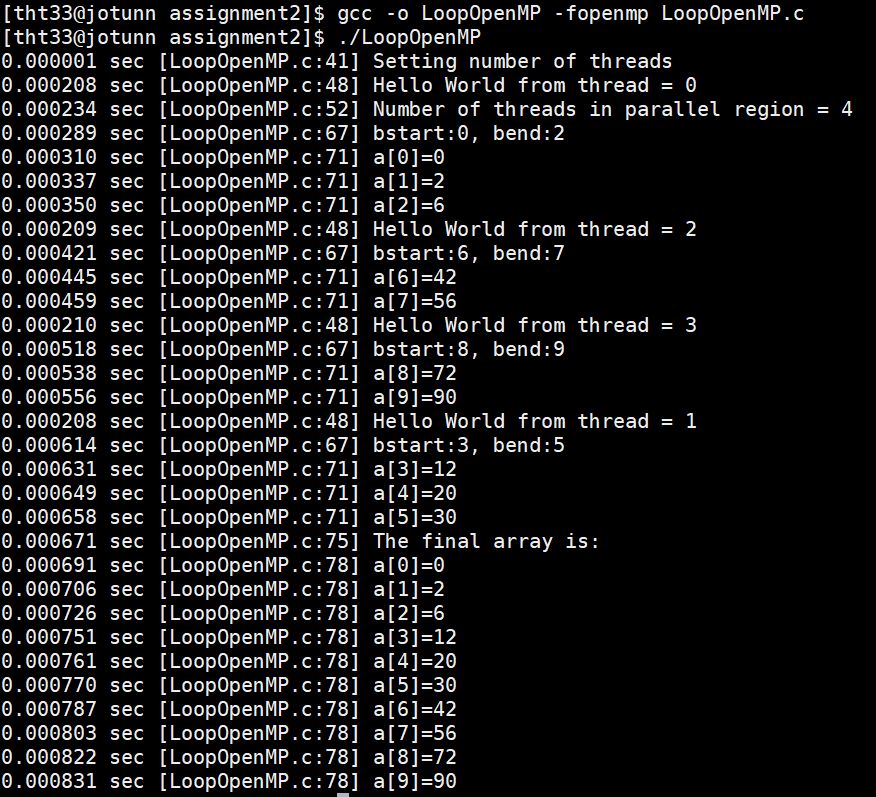 [tht33@jotunn assignment2]$ gcc -o LoopOpenMP -fopenmp LoopOpenMP.c
[tht33@jotunn assignment2]$ ./LoopOpenMP
0.000001 sec [LoopOpenMP.c:41] Setting number of threads
0.000208 sec [LoopOpenMP.c:48] Hello World from thread = 0
0.000234 sec [LoopOpenMP.c:52] Number of threads in parallel region = 4
0.000289 sec [LoopOpenMP.c:67] bstart:0, bend:2
0.000310 sec [LoopOpenMP.c:71] a[0]=0
0.000337 sec [LoopOpenMP.c:71] a[1]=2
0.000350 sec [LoopOpenMP.c:71] a[2]=6
0.000209 sec [LoopOpenMP.c:48] Hello World from thread = 2
0.000421 sec [LoopOpenMP.c:67] bstart:6, bend:7
0.000445 sec [LoopOpenMP.c:71] a[6]=42
0.000459 sec [LoopOpenMP.c:71] a[7]=56
0.000210 sec [LoopOpenMP.c:48] Hello World from thread = 3
0.000518 sec [LoopOpenMP.c:67] bstart:8, bend:9
0.000538 sec [LoopOpenMP.c:71] a[8]=72
0.000556 sec [LoopOpenMP.c:71] a[9]=90
0.000208 sec [LoopOpenMP.c:48] Hello World from thread = 1
0.000614 sec [LoopOpenMP.c:67] bstart:3, bend:5
0.000631 sec [LoopOpenMP.c:71] a[3]=12
0.000649 sec [LoopOpenMP.c:71] a[4]=20
0.000658 sec [LoopOpenMP.c:71] a[5]=30
0.000671 sec [LoopOpenMP.c:75] The final array is:
0.000691 sec [LoopOpenMP.c:78] a[0]=0
0.000706 sec [LoopOpenMP.c:78] a[1]=2
0.000726 sec [LoopOpenMP.c:78] a[2]=6
0.000751 sec [LoopOpenMP.c:78] a[3]=12
0.000761 sec [LoopOpenMP.c:78] a[4]=20
0.000770 sec [LoopOpenMP.c:78] a[5]=30
0.000787 sec [LoopOpenMP.c:78] a[6]=42
0.000803 sec [LoopOpenMP.c:78] a[7]=56
0.000822 sec [LoopOpenMP.c:78] a[8]=72
0.000831 sec [LoopOpenMP.c:78] a[9]=90